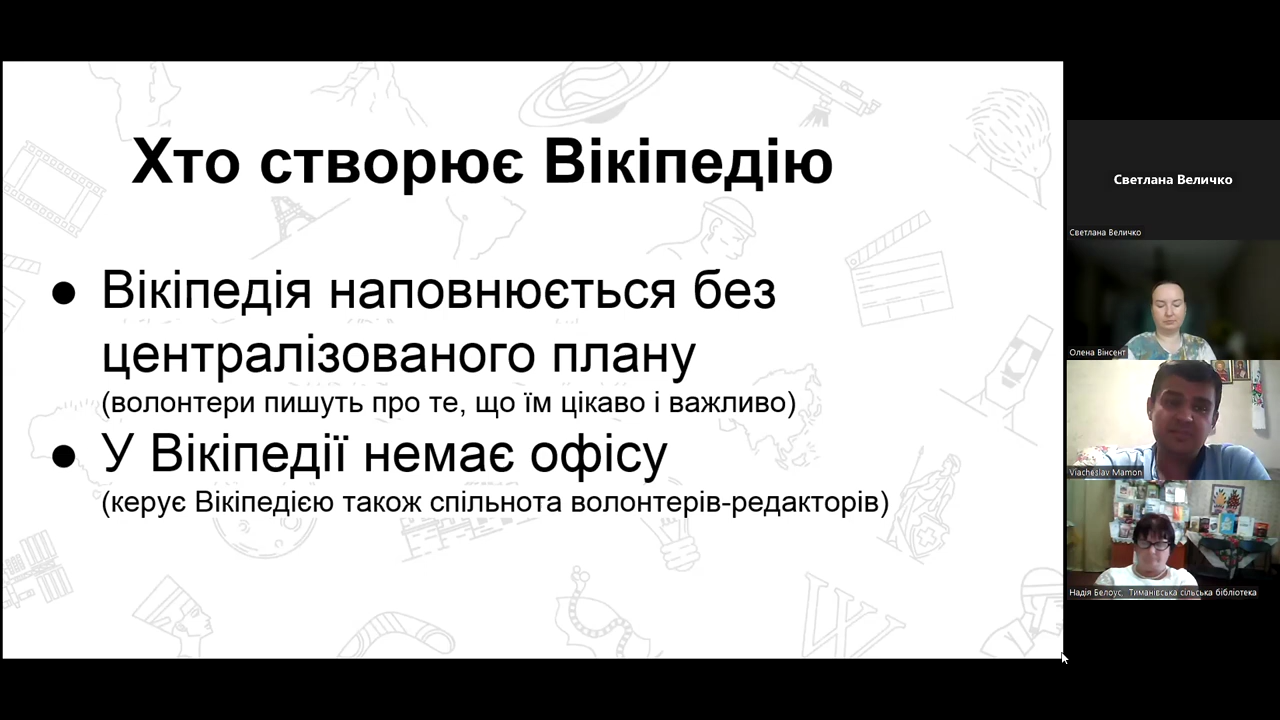 Хто створює Вікіпедію
● Вікіпедія наповнюється без
централізованого плану
(волонтери пишуть про те, що їм цікаво і важливо)
● У Вікіпедії немає офісу
(керує Вікіпедією також спільнота волонтерів-редакторів)
Светлана Величко
Светлана Величко
Олена Вінсент
Viacheslav Mamon
Надія Белоус, Тиманівська сільська бібліотека